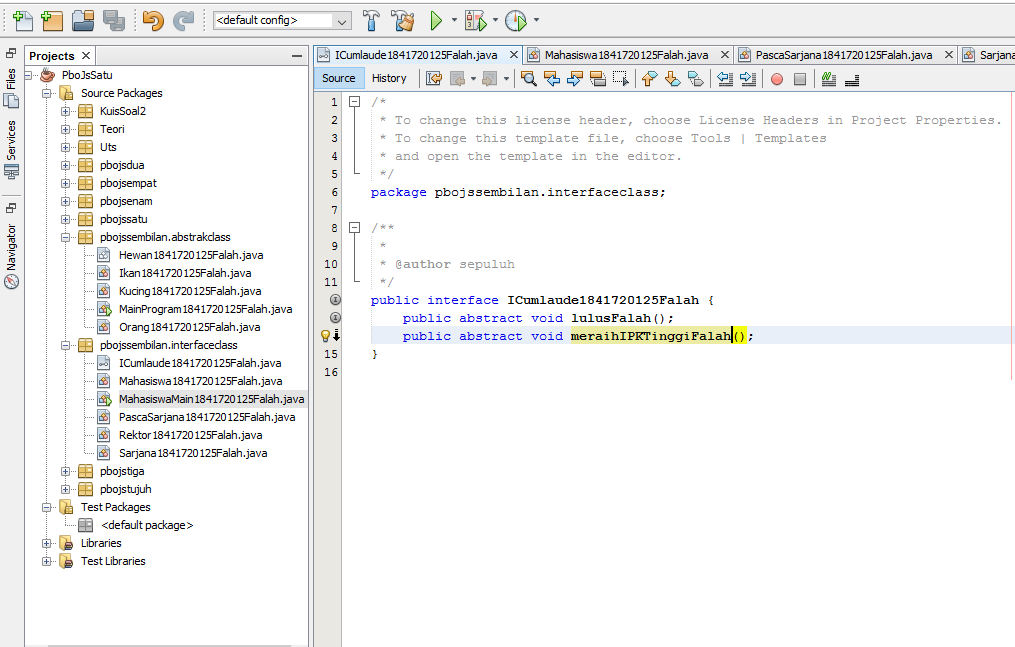 <default config>
Files
Services
Navigator
Projects
PboJsSatu
Source Packages
KuisSoal2
Teori
Uts
pbojsdua
pbojsempat
pbojsenam
pbojssatu
pbojssembilan.abstrakclass
Hewan1841720125Falah.java
Ikan1841720125Falah.java
Kucing1841720125Falah.java
MainProgram1841720125Falah.java
Orang1841720125Falah.java
pbojssembilan.interfaceclass
ICumlaude1841720125Falah.java
Mahasiswa1841720125Falah.java
MahasiswaMain1841720125Falah.java
PascaSarjana1841720125Falah.java
Rektor1841720125Falah.java
Sarjana1841720125Falah.java
pbojstiga
pbojstujuh
Test Packages
<default package>
Libraries
Test Libraries
ICumlaude1841720125Falah.java Mahasiswa1841720125Falah.java PascaSarjana1841720125Falah.java Sarjana
Source History
1 /*
2 * To change this license header, choose License Headers in Project Properties.
3 * To change this template file, choose Tools | Templates
4 * and open the template in the editor.
5 */
6 package pbojssembilan.interfaceclass;
7
8 /**
9 *
10 * @author sepuluh
11 */
public interface ICumlaude1841720125Falah {
public abstract void lulusFalah();
public abstract void meraihIPKTinggiFalah();
15 }
16